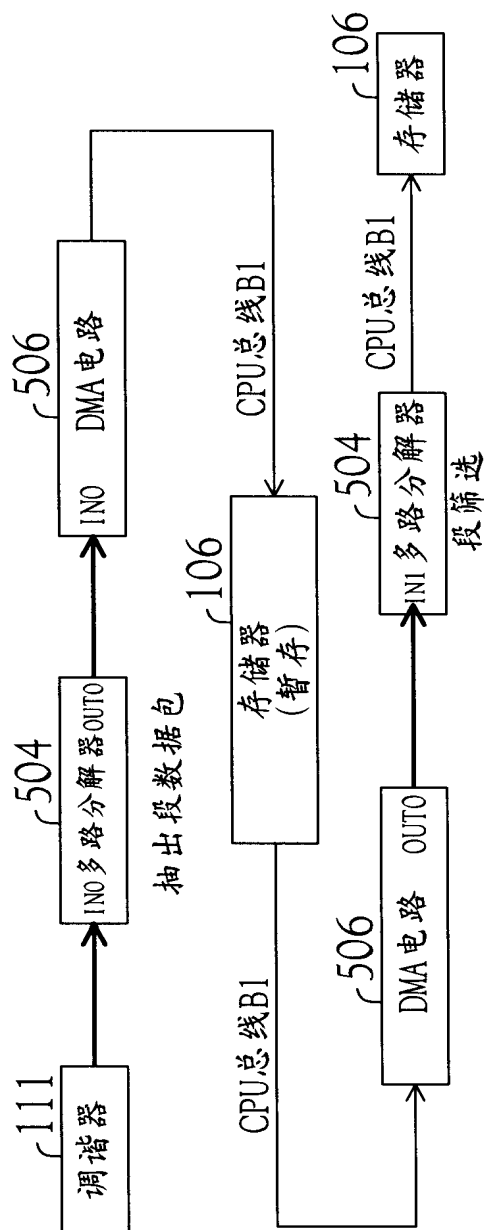 111
调谐器
504
IN0 多路分解器 OUT0
抽出段数据包
506
IN0 DMA电路
CPU总线B1
106
存储器
(暂存)
CPU总线B1
506
DMA电路 OUT0
504
IN1 多路分解器
段筛选
CPU总线B1
106
存储器